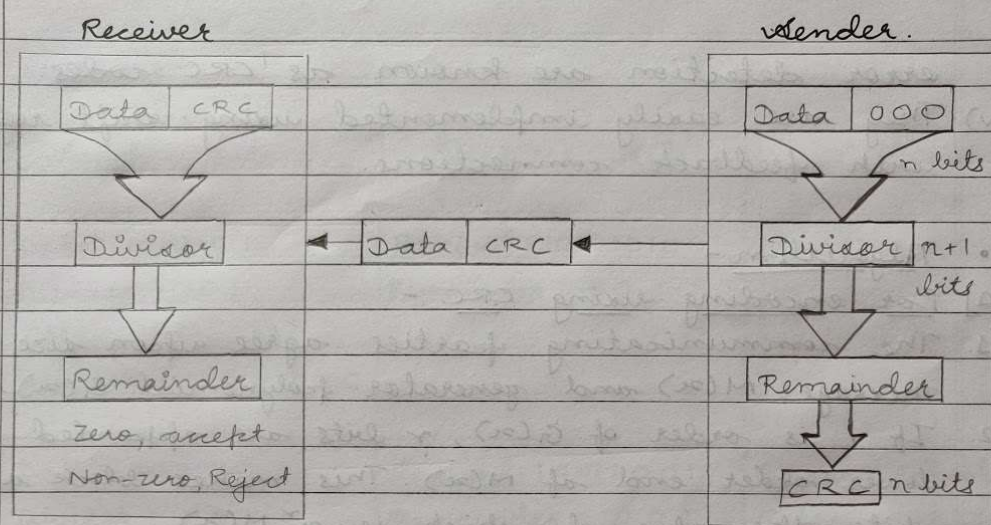 Receiver Sender.
Data CRC Data 000
n bits
Divisor Data CRC Divisor n+1
bits
Remainder Remainder
Zero, accept
Non-zero, Reject CRC n bits